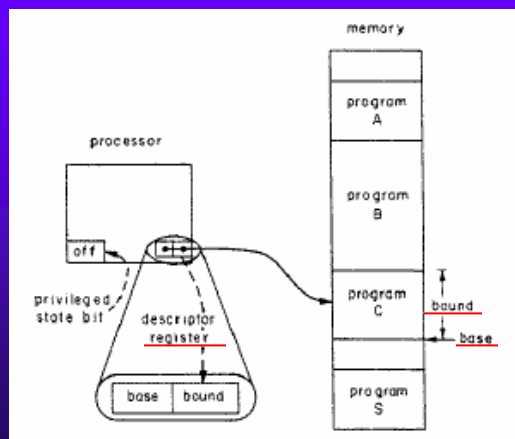 memory
program
A
processor
program
B
off
privileged
state bit
descriptor
register
program
C
bound
base
base bound
program
S